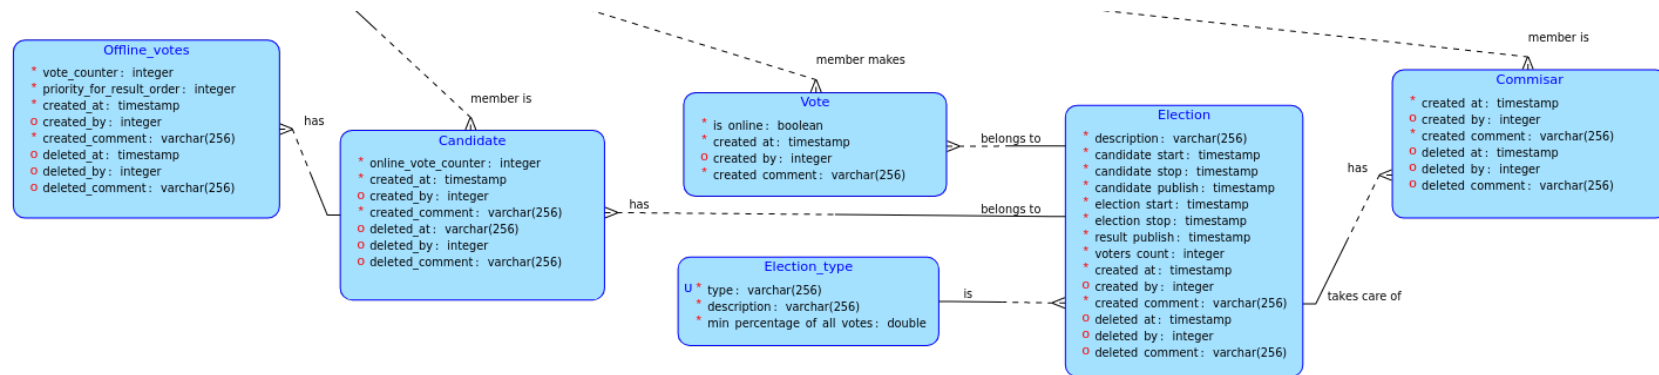 Offline_votes
* vote_counter: integer
* priority_for_result_order: integer
* created_at: timestamp
o created_by: integer
* created_comment: varchar(256)
o deleted_at: timestamp
o deleted_by: integer
o deleted_comment: varchar(256)
has
member is
Candidate
* online_vote_counter: integer
* created_at: timestamp
o created_by: integer
* created_comment: varchar(256)
o deleted_at: varchar(256)
o deleted_by: integer
o deleted_comment: varchar(256)
has
belongs to
member makes
Vote
* is online: boolean
* created at: timestamp
o created by: integer
* created comment: varchar(256)
belongs to
Election_type
U * type: varchar(256)
* description: varchar(256)
* min percentage of all votes: double
is
Election
* description: varchar(256)
* candidate start: timestamp
* candidate stop: timestamp
* candidate publish: timestamp
* election start: timestamp
* election stop: timestamp
* result publish: timestamp
* voters count: integer
* created at: timestamp
o created by: integer
* created comment: varchar(256)
o deleted at: timestamp
o deleted by: integer
o deleted comment: varchar(256)
has
takes care of
member is
Commisar
* created at: timestamp
o created by: integer
* created comment: varchar(256)
o deleted at: timestamp
o deleted by: integer
o deleted comment: varchar(256)